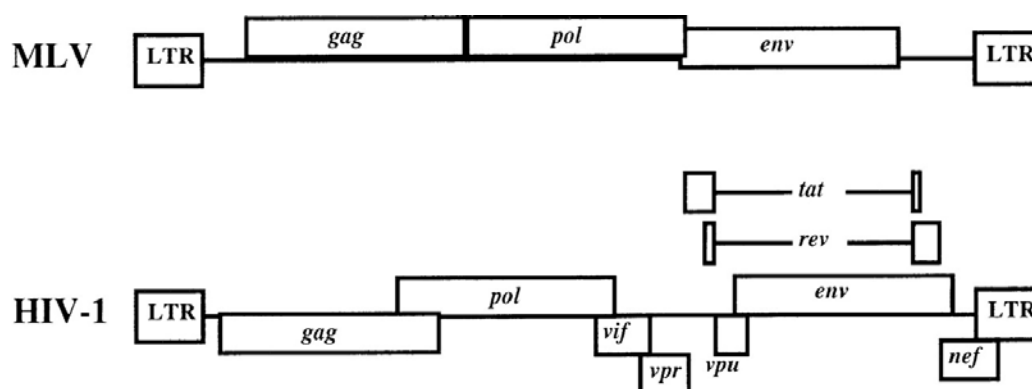 gag pol env
MLV LTR LTR
tat
rev
pol env
HIV-1 LTR LTR
gag vif
vpr vpu nef